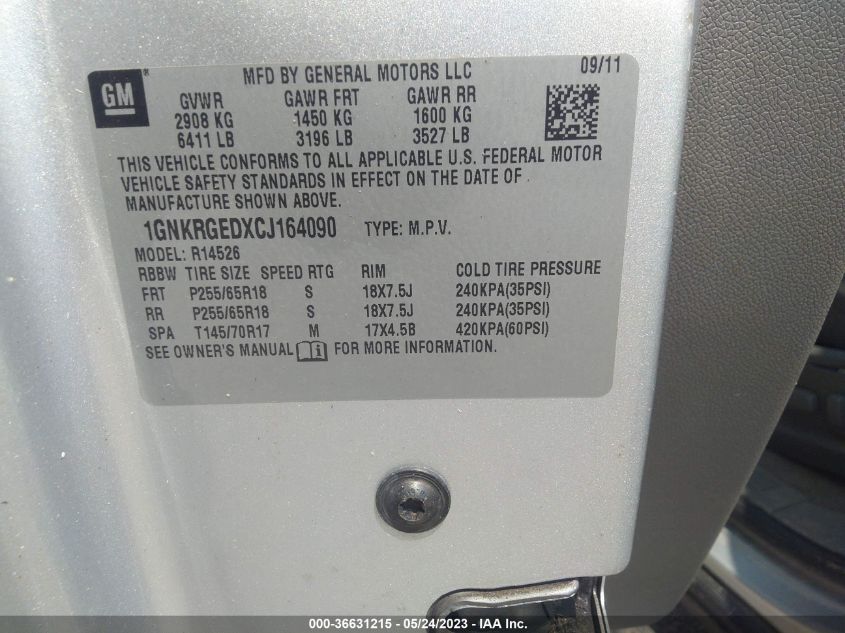 GM®
MFD BY GENERAL MOTORS LLC 09/11
GVWR GAWR FRT GAWR RR
2908 KG 1450 KG 1600 KG
6411 LB 3196 LB 3527 LB
THIS VEHICLE CONFORMS TO ALL APPLICABLE U.S. FEDERAL MOTOR
VEHICLE SAFETY STANDARDS IN EFFECT ON THE DATE OF
MANUFACTURE SHOWN ABOVE.
1GNKRGEDXCJ164090 TYPE: M.P.V.
MODEL: R14526
RBBW TIRE SIZE SPEED RTG RIM COLD TIRE PRESSURE
FRT P255/65R18 S 18X7.5J 240KPA(35PSI)
RR P255/65R18 S 18X7.5J 240KPA(35PSI)
SPA T145/70R17 M 17X4.5B 420KPA(60PSI)
SEE OWNER'S MANUAL FOR MORE INFORMATION.
000-36631215 - 05/24/2023 - IAA Inc.